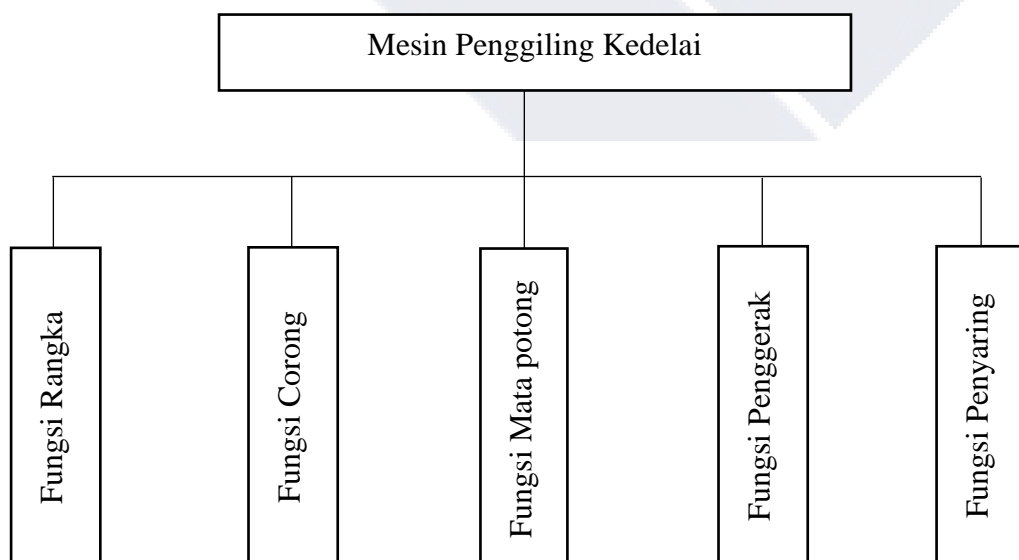 Mesin Penggiling Kedelai
Fungsi Rangka
Fungsi Corong
Fungsi Mata potong
Fungsi Penggerak
Fungsi Penyaring